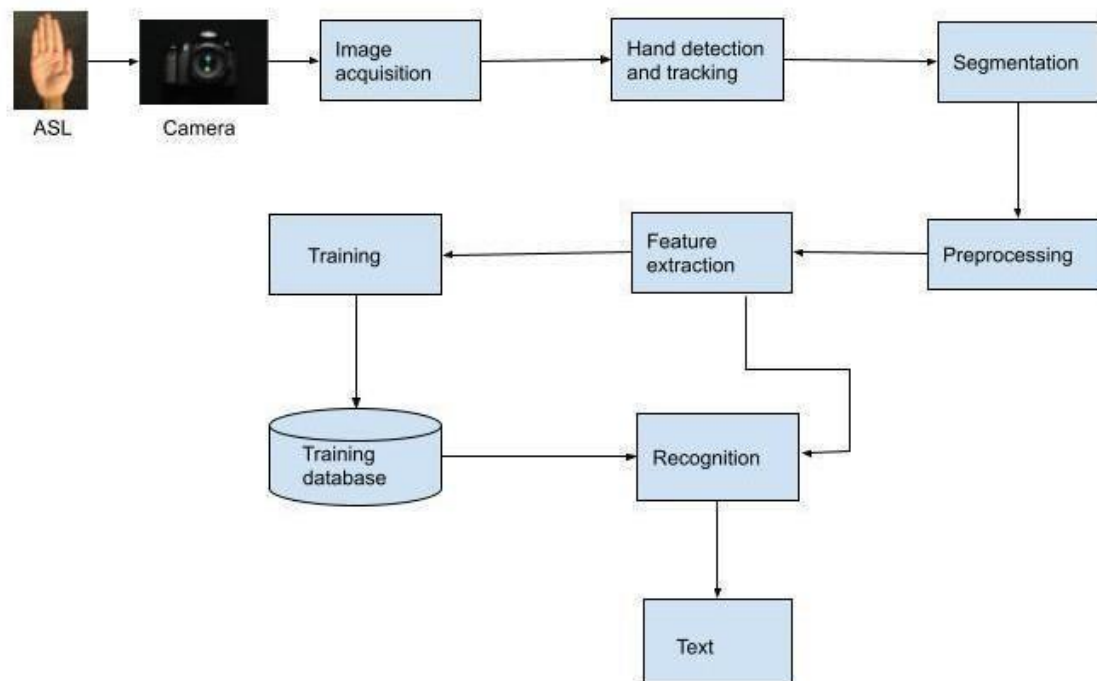 ASL
Camera
Image
acquisition
Hand detection
and tracking
Segmentation
Training
Feature
extraction
Preprocessing
Training
database
Recognition
Text